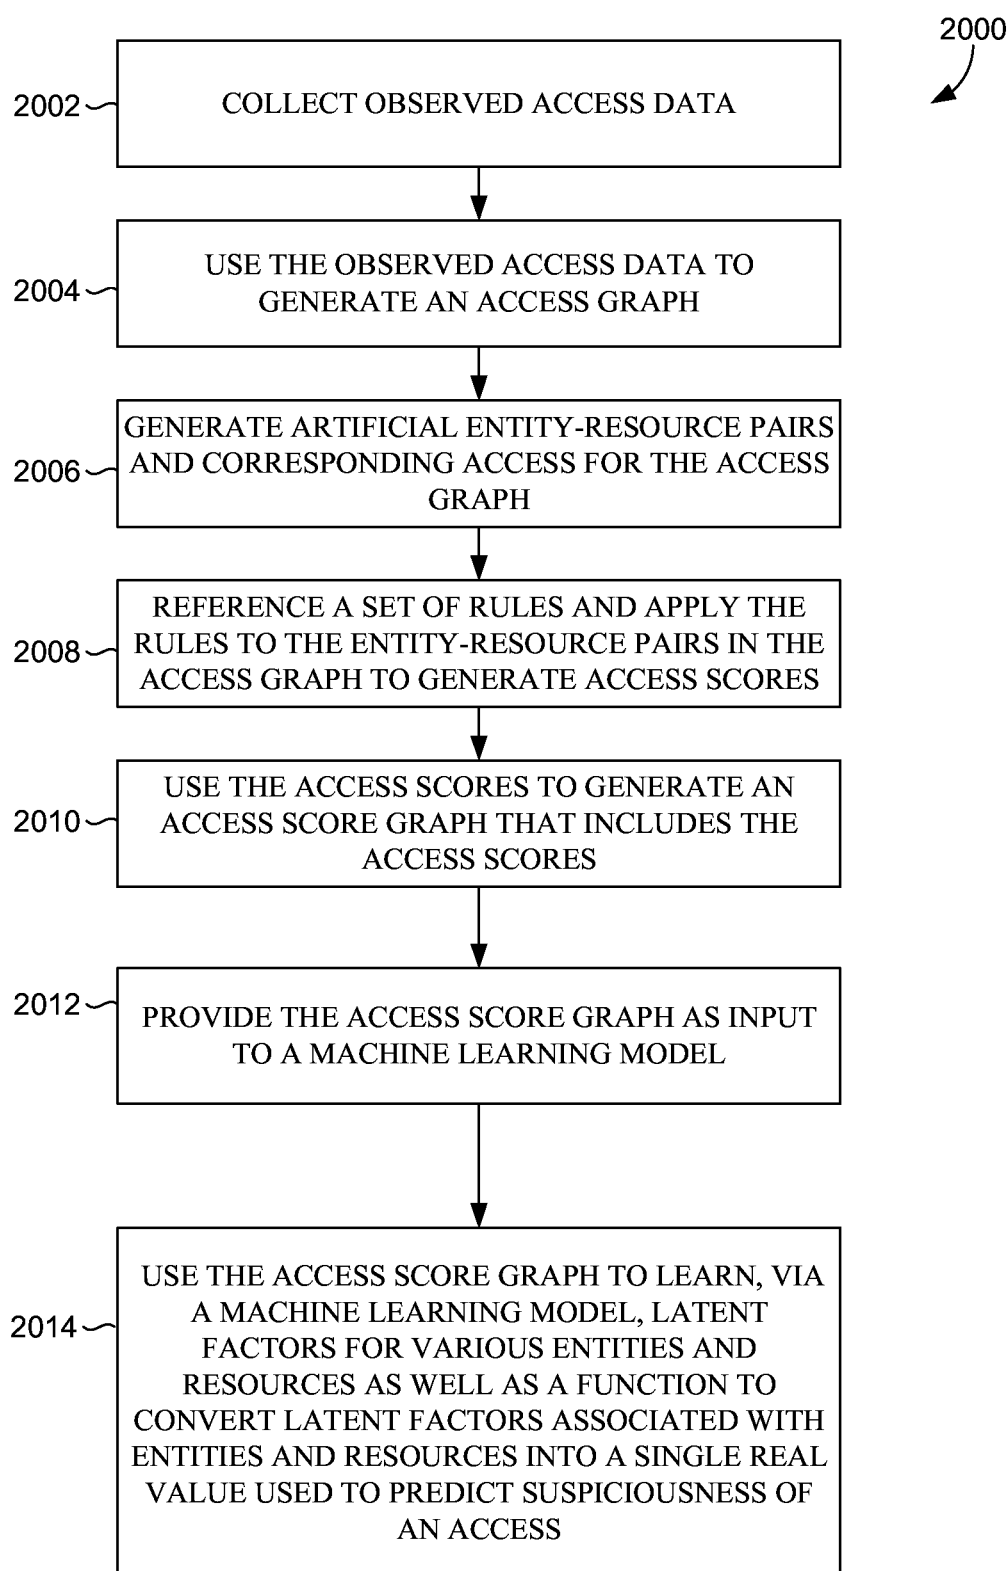 2000
2002
COLLECT OBSERVED ACCESS DATA
2004
USE THE OBSERVED ACCESS DATA TO
GENERATE AN ACCESS GRAPH
2006
GENERATE ARTIFICIAL ENTITY-RESOURCE PAIRS
AND CORRESPONDING ACCESS FOR THE ACCESS
GRAPH
2008
REFERENCE A SET OF RULES AND APPLY THE
RULES TO THE ENTITY-RESOURCE PAIRS IN THE
ACCESS GRAPH TO GENERATE ACCESS SCORES
2010
USE THE ACCESS SCORES TO GENERATE AN
ACCESS SCORE GRAPH THAT INCLUDES THE
ACCESS SCORES
2012
PROVIDE THE ACCESS SCORE GRAPH AS INPUT
TO A MACHINE LEARNING MODEL
2014
USE THE ACCESS SCORE GRAPH TO LEARN, VIA
A MACHINE LEARNING MODEL, LATENT
FACTORS FOR VARIOUS ENTITIES AND
RESOURCES AS WELL AS A FUNCTION TO
CONVERT LATENT FACTORS ASSOCIATED WITH
ENTITIES AND RESOURCES INTO A SINGLE REAL
VALUE USED TO PREDICT SUSPICIOUSNESS OF
AN ACCESS